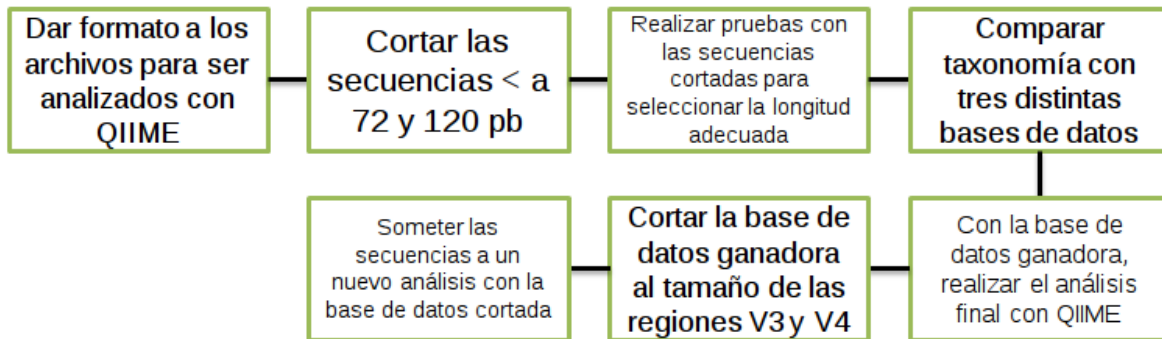 Dar formato a los
archivos para ser
analizados con
QIIME
Cortar las
secuencias < a
72 y 120 pb
Realizar pruebas con
las secuencias
cortadas para
seleccionar la longitud
adecuada
Comparar
taxonomía con
tres distintas
bases de datos
Con la base de
datos ganadora,
realizar el análisis
final con QIIME
Cortar la base de
datos ganadora
al tamaño de las
regiones V3 y V4
Someter las
secuencias a un
nuevo análisis con la
base de datos cortada